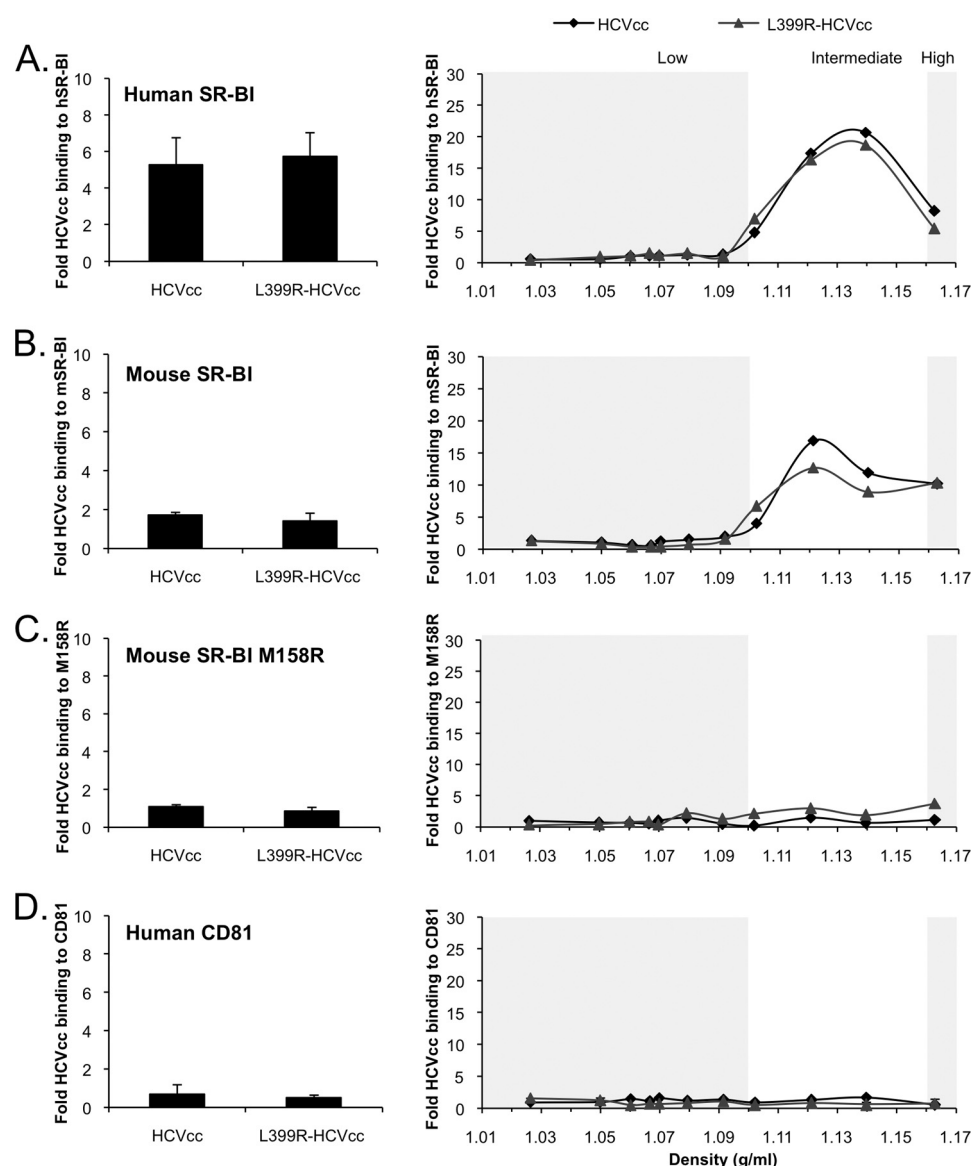 HCVcc L399R-HCVcc
A.
Fold HCVcc binding to hSR-BI
10
8
6
4
2
0
Human SR-BI
HCVcc L399R-HCVcc
Fold HCVcc binding to hSR-BI
30
25
20
15
10
5
0
Low Intermediate High
1.01 1.03 1.05 1.07 1.09 1.11 1.13 1.15 1.17
B.
Fold HCVcc binding to mSR-BI
10
8
6
4
2
0
Mouse SR-BI
HCVcc L399R-HCVcc
Fold HCVcc binding to mSR-BI
30
25
20
15
10
5
0
1.01 1.03 1.05 1.07 1.09 1.11 1.13 1.15 1.17
C.
Fold HCVcc binding to M158R
10
8
6
4
2
0
Mouse SR-BI M158R
HCVcc L399R-HCVcc
Fold HCVcc binding to M158R
30
25
20
15
10
5
0
1.01 1.03 1.05 1.07 1.09 1.11 1.13 1.15 1.17
D.
Fold HCVcc binding to CD81
10
8
6
4
2
0
Human CD81
HCVcc L399R-HCVcc
Fold HCVcc binding to CD81
30
25
20
15
10
5
0
1.01 1.03 1.05 1.07 1.09 1.11 1.13 1.15 1.17
Density (g/ml)